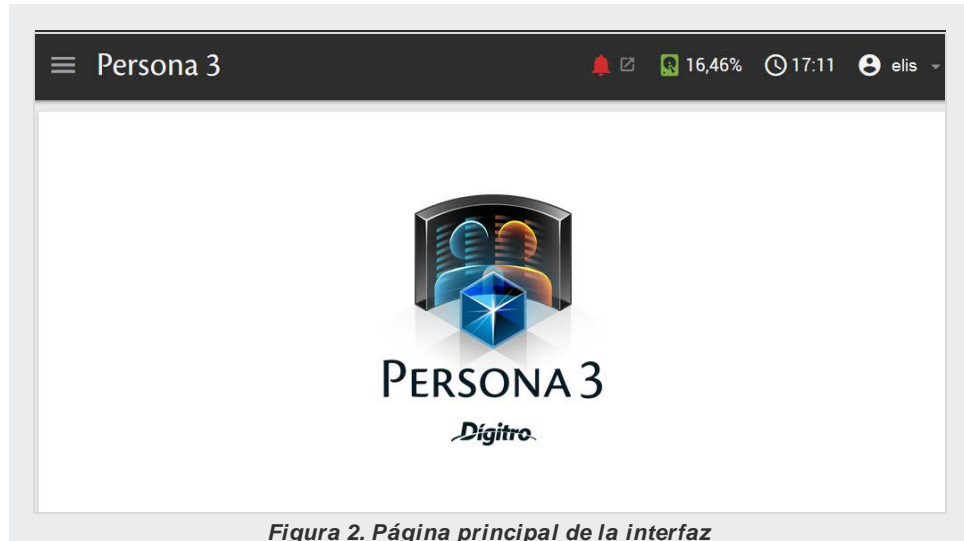 Persona 3 16,46% 17:11 elis
PERSONA 3
Dígitro
Figura 2. Página principal de la interfaz